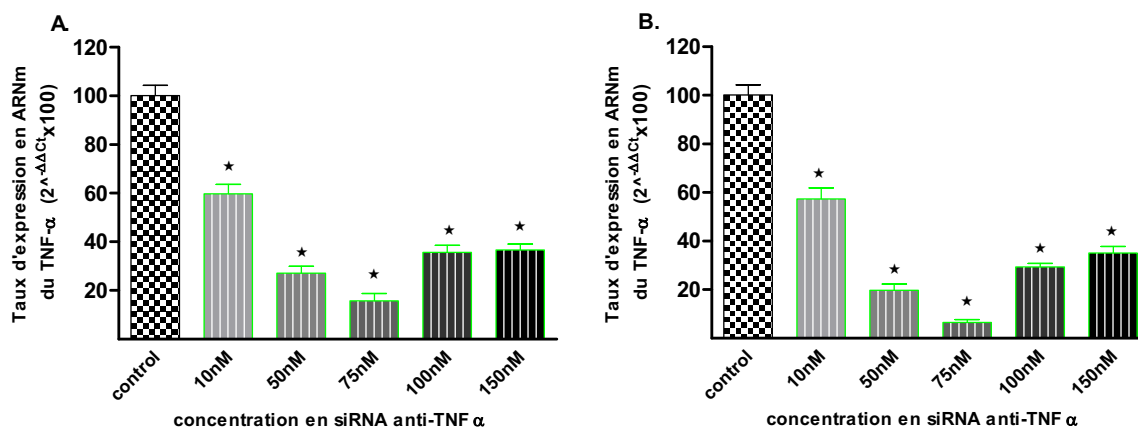 A.
Taux d'expression en ARNm
du TNF-α (2^-ΔΔCt x100)
120
100
80
60
40
20
★
★
★
★
★
control
10nM
50nM
75nM
100nM
150nM
concentration en siRNA anti-TNF α
B.
Taux d'expression en ARNm
du TNF-α (2^-ΔΔCt x100)
120
100
80
60
40
20
★
★
★
★
★
control
10nM
50nM
75nM
100nM
150nM
concentration en siRNA anti-TNF α